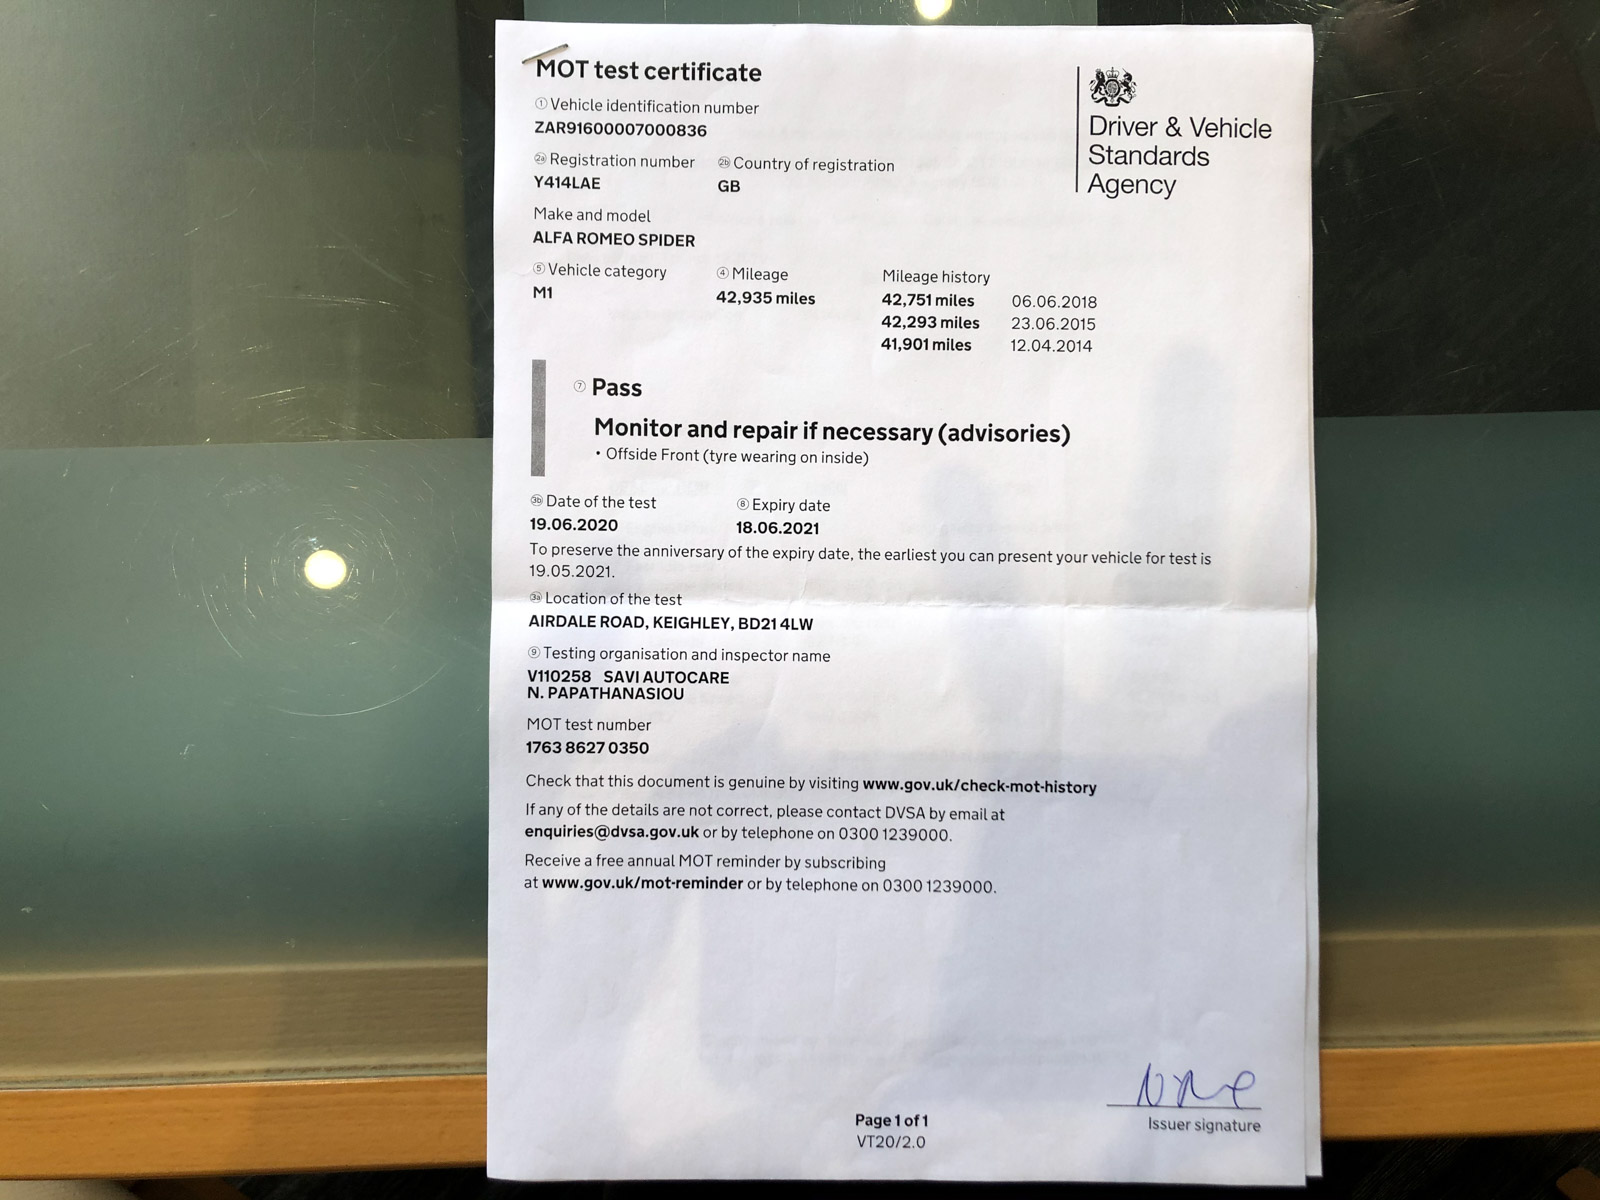 MOT test certificate
① Vehicle identification number
ZAR91600007000836
2a Registration number 2b Country of registration
Y414LAE GB
Make and model
ALFA ROMEO SPIDER
⑤ Vehicle category ④ Mileage Mileage history
M1 42,935 miles 42,751 miles 06.06.2018
42,293 miles 23.06.2015
41,901 miles 12.04.2014
Driver & Vehicle
Standards
Agency
⑦ Pass
Monitor and repair if necessary (advisories)
• Offside Front (tyre wearing on inside)
3b Date of the test ⑧ Expiry date
19.06.2020 18.06.2021
To preserve the anniversary of the expiry date, the earliest you can present your vehicle for test is
19.05.2021.
3a Location of the test
AIRDALE ROAD, KEIGHLEY, BD21 4LW
⑨ Testing organisation and inspector name
V110258 SAVI AUTOCARE
N. PAPATHANASIOU
MOT test number
1763 8627 0350
Check that this document is genuine by visiting www.gov.uk/check-mot-history
If any of the details are not correct, please contact DVSA by email at
enquiries@dvsa.gov.uk or by telephone on 0300 1239000.
Receive a free annual MOT reminder by subscribing
at www.gov.uk/mot-reminder or by telephone on 0300 1239000.
Issuer signature
Page 1 of 1
VT20/2.0